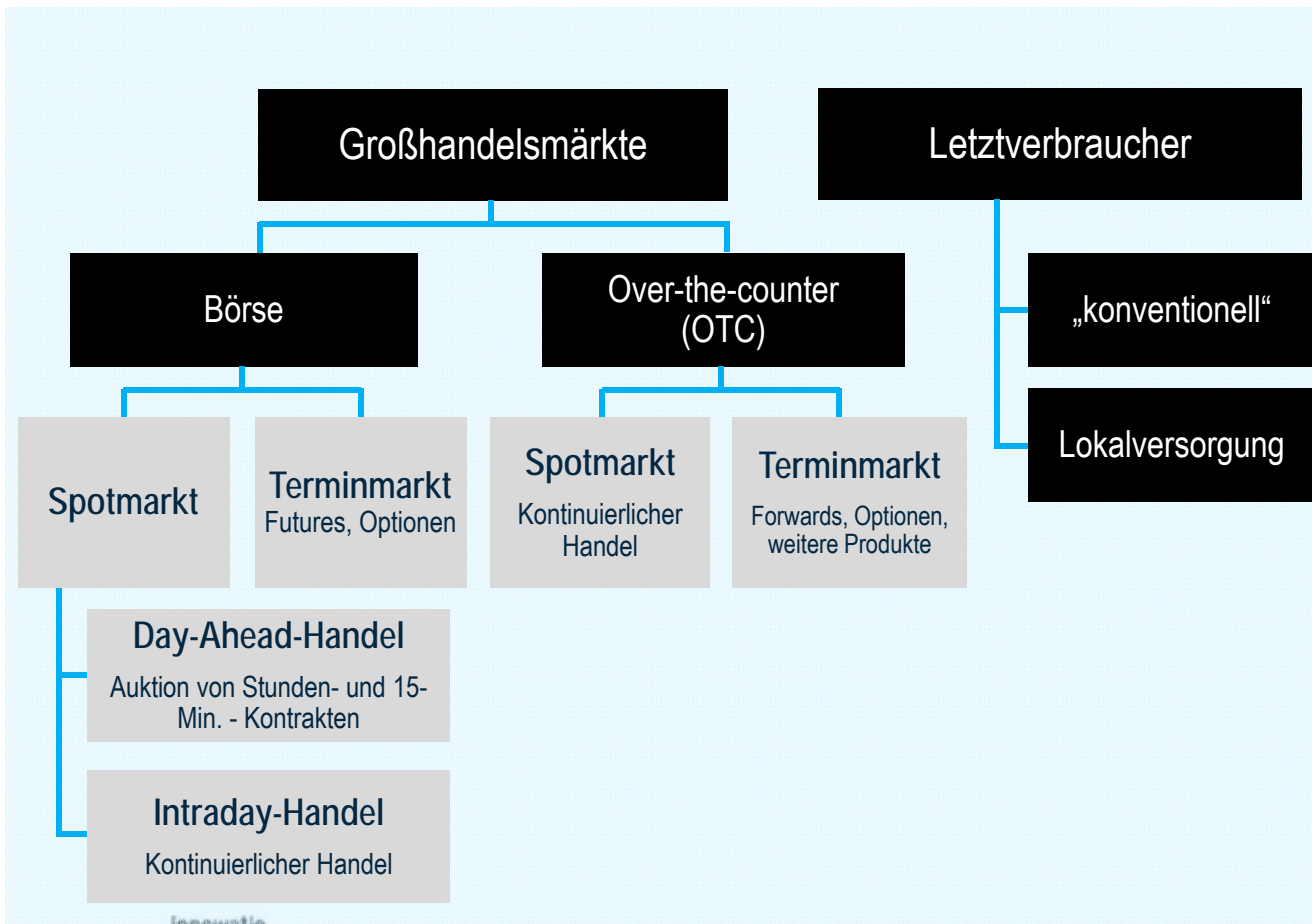 Großhandelsmärkte
Letztverbraucher
Börse
Over-the-counter
(OTC)
„konventionell“
Lokalversorgung
Spotmarkt
Terminmarkt
Futures, Optionen
Spotmarkt
Kontinuierlicher
Handel
Terminmarkt
Forwards, Optionen,
weitere Produkte
Day-Ahead-Handel
Auktion von Stunden- und 15-
Min. - Kontrakten
Intraday-Handel
Kontinuierlicher Handel